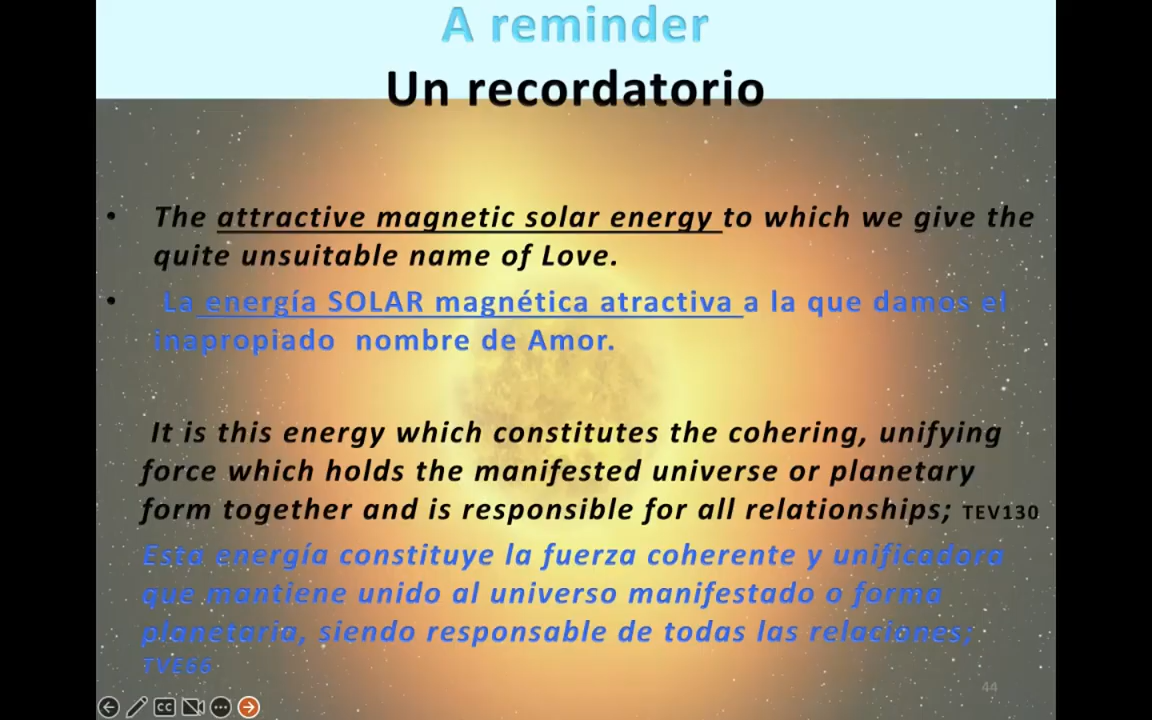 A reminder
Un recordatorio
• The attractive magnetic solar energy to which we give the
quite unsuitable name of Love.
• La energía SOLAR magnética atractiva a la que damos el
inapropiado nombre de Amor.
It is this energy which constitutes the cohering, unifying
force which holds the manifested universe or planetary
form together and is responsible for all relationships; TEV130
Esta energía constituye la fuerza coherente y unificadora
que mantiene unido al universo manifestado o forma
planetaria, siendo responsable de todas las relaciones;
TVE66
44
CC